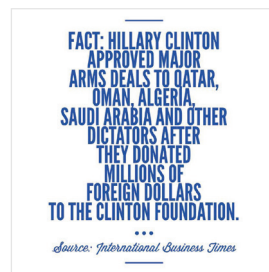 FACT: HILLARY CLINTON
APPROVED MAJOR
ARMS DEALS TO QATAR,
OMAN, ALGERIA,
SAUDI ARABIA AND OTHER
DICTATORS AFTER
THEY DONATED
MILLIONS OF
FOREIGN DOLLARS
TO THE CLINTON FOUNDATION.
...
Source: International Business Times